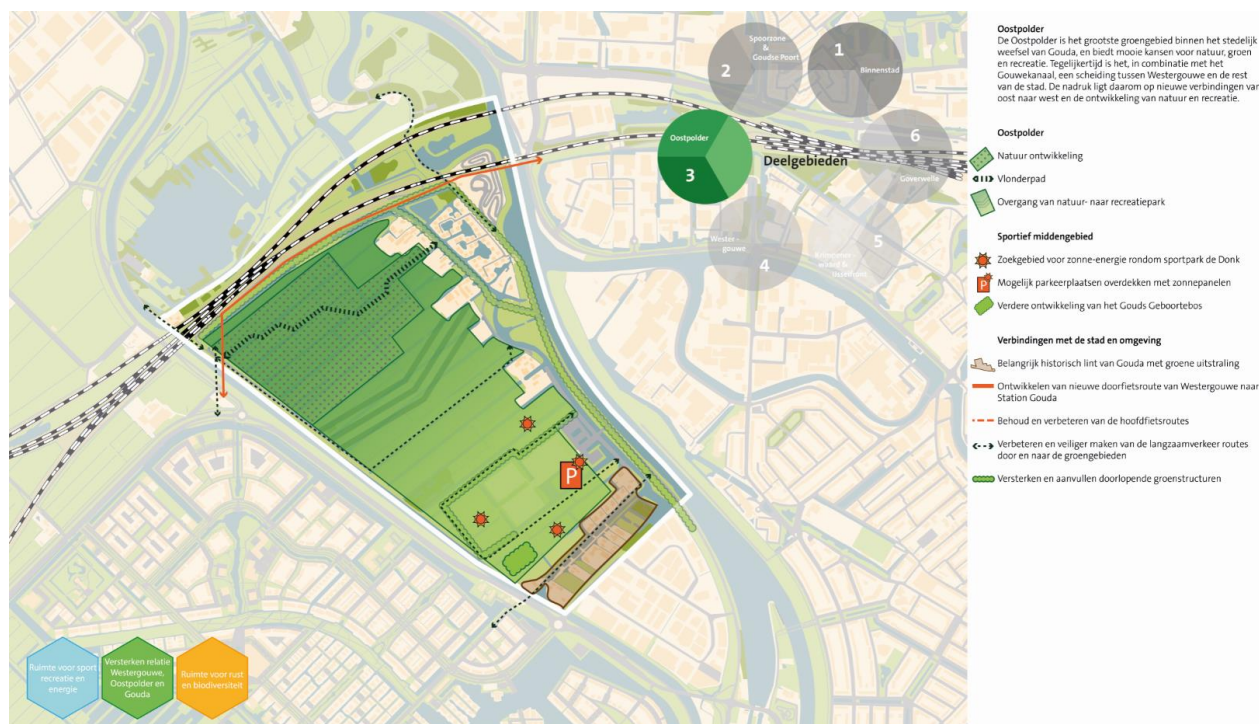 Oostpolder
De Oostpolder is het grootste groengebied binnen het stedelijk
weefsel van Gouda, en biedt mooie kansen voor natuur, groen
en recreatie. Tegelijkertijd is het, in combinatie met het
Gouwekanaal, een scheiding tussen Westergouwe en de rest
van de stad. De nadruk ligt daarom op nieuwe verbindingen van
oost naar west en de ontwikkeling van natuur en recreatie.
Oostpolder
Natuur ontwikkeling
Vlonderpad
Overgang van natuur- naar recreatiepark
Sportief middengebied
Zoekgebied voor zonne-energie rondom sportpark de Donk
P
Mogelijk parkeerplaatsen overdekken met zonnepanelen
Verdere ontwikkeling van het Gouds Geboortebos
Verbindingen met de stad en omgeving
Belangrijk historisch lint van Gouda met groene uitstraling
Ontwikkelen van nieuwe doorfietsroute van Westergouwe naar
Station Gouda
Behoud en verbeteren van de hoofdfietsroutes
Verbeteren en veiliger maken van de langzaamverkeer routes
door en naar de groengebieden
Versterken en aanvullen doorlopende groenstructuren
Spoorzone
&
Goudse Poort
2
1
Binnenstad
Oostpolder
3
Deelgebieden
6
Goverwelle
Wester-
gouwe
4
5
P
Ruimte voor sport
recreatie en
energie
Versterken relatie
Westergouwe,
Oostpolder en
Gouda
Ruimte voor rust
en biodiversiteit